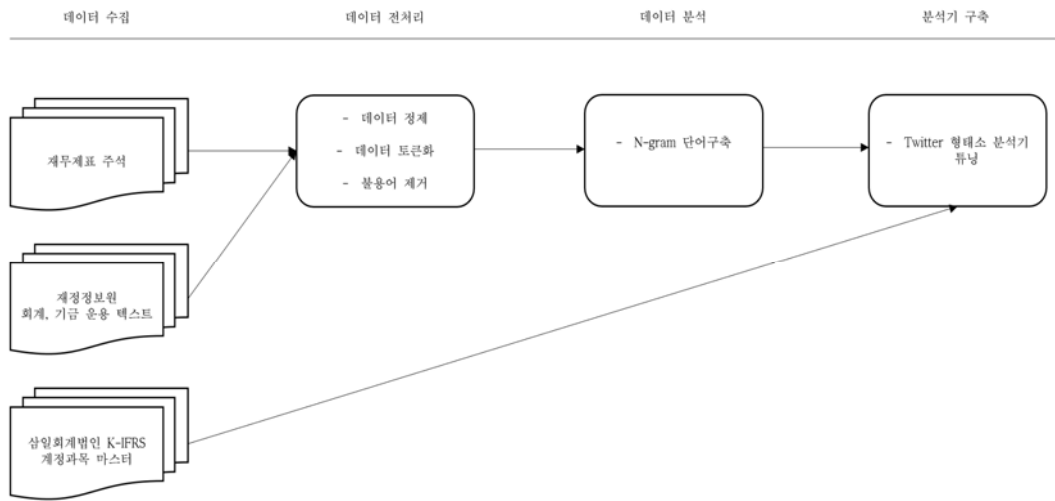 데이터 수집
데이터 전처리
데이터 분석
분석기 구축
재무제표 주석
- 데이터 정제
- 데이터 토큰화
- 불용어 제거
- N-gram 단어구축
- Twitter 형태소 분석기
튜닝
재정정보원
회계, 기금 운용 텍스트
삼일회계법인 K-IFRS
계정과목 마스터